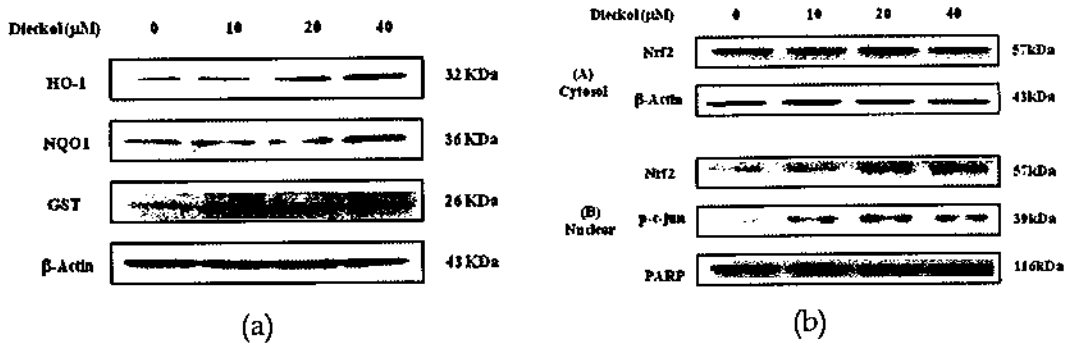 Dieckol (μM) 0 10 20 40
HO-1 32 KDa
NQO1 36 KDa
GST 26 KDa
β-Actin 43 KDa
(a)
Dieckol (μM) 0 10 20 40
(A) Cytosol
Nrf2 57kDa
β-Actin 43kDa
(B) Nuclear
Nrf2 57kDa
p-c-jun 39kDa
PARP 116kDa
(b)